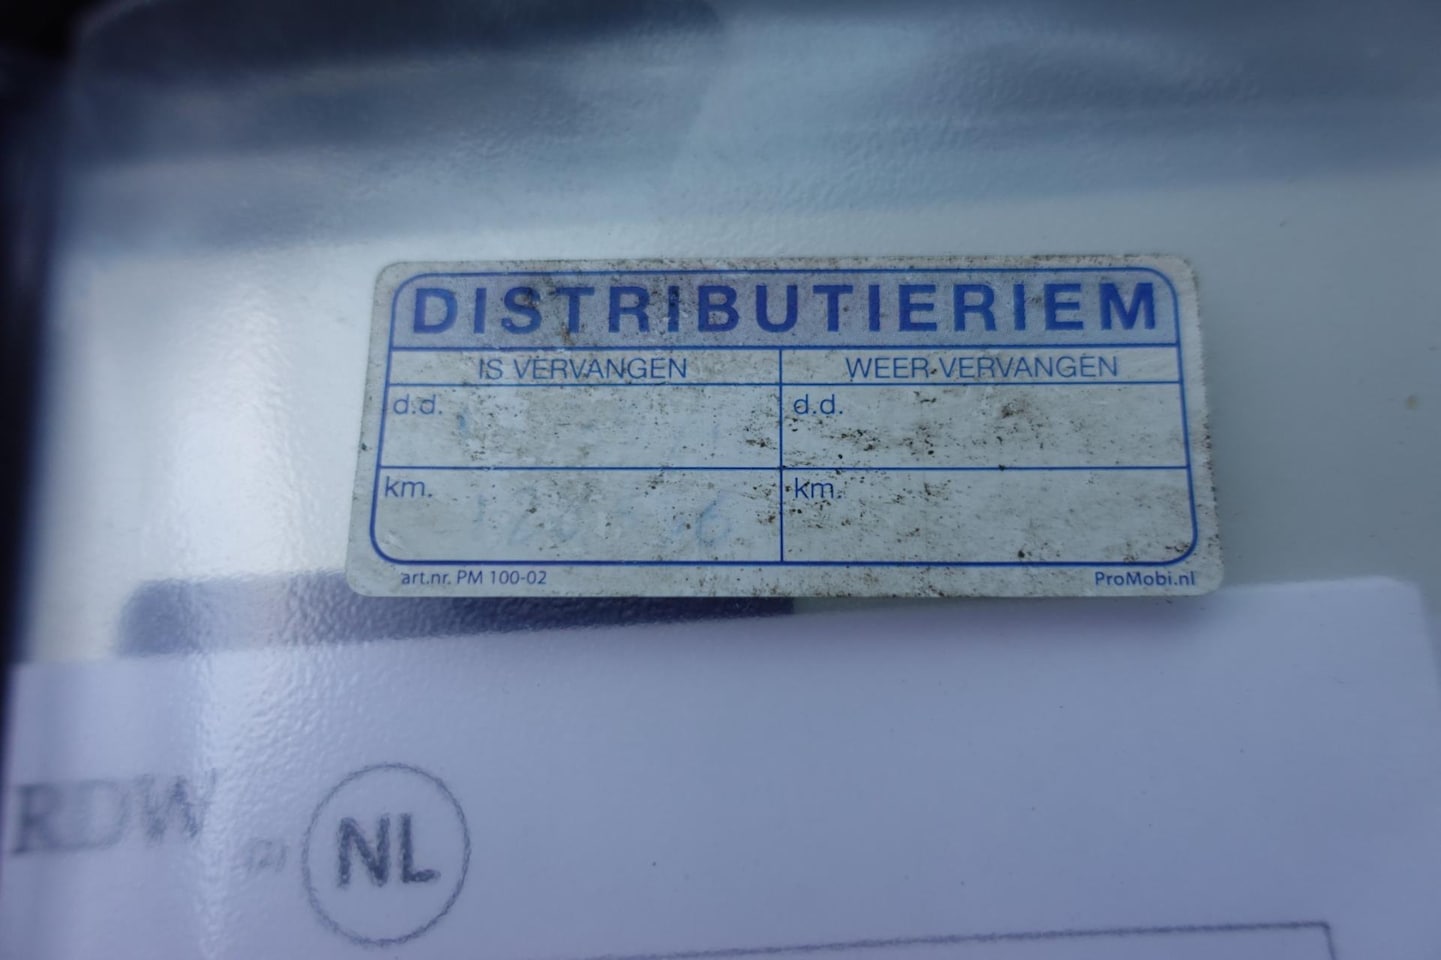 DISTRIBUTIERIEM
IS VERVANGEN
WEER VERVANGEN
d.d.
d.d.
km.
km.
art.nr. PM 100-02
ProMobi.nl
RDW
NL